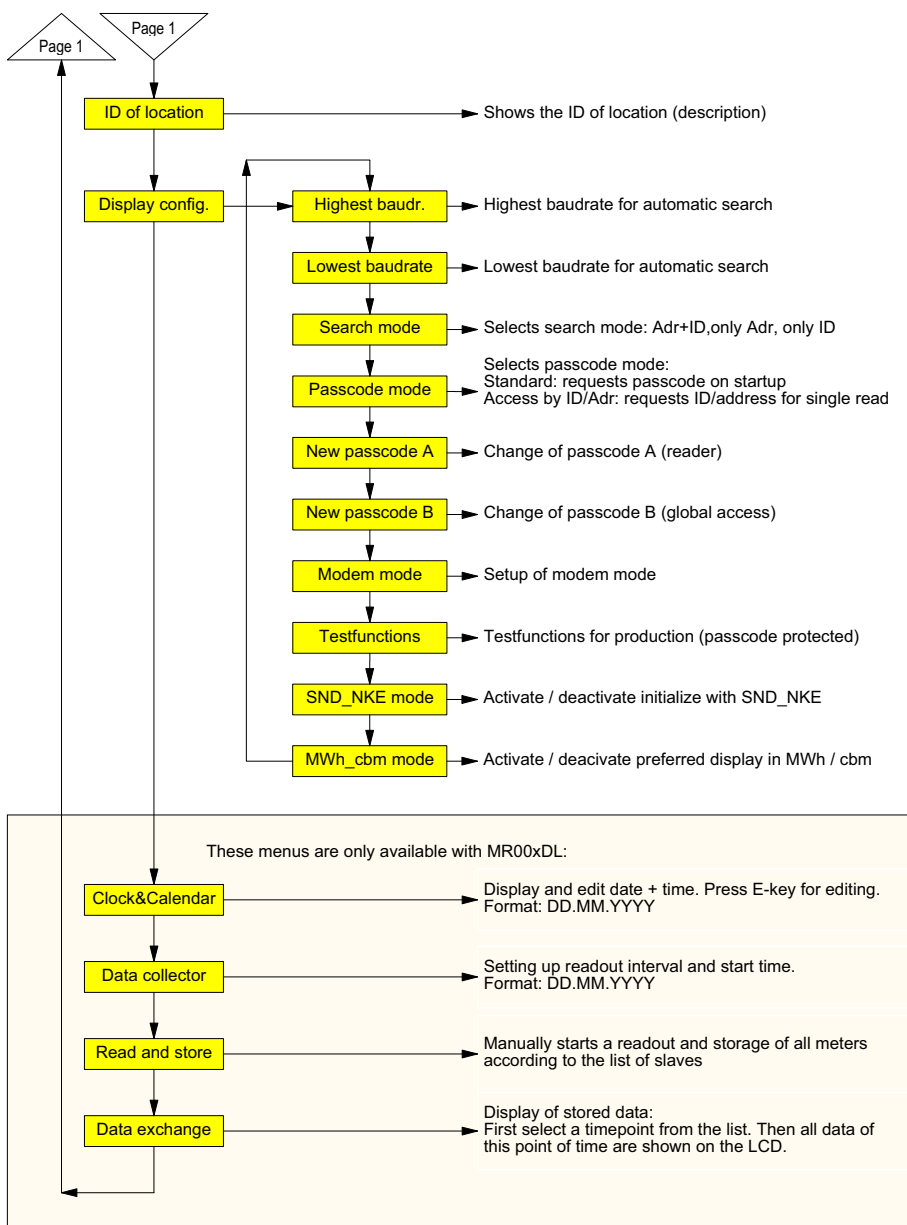 Page 1
Page 1
ID of location
Shows the ID of location (description)
Display config.
Highest baudr.
Highest baudrate for automatic search
Lowest baudrate
Lowest baudrate for automatic search
Search mode
Selects search mode: Adr+ID,only Adr, only ID
Passcode mode
Selects passcode mode:
Standard: requests passcode on startup
Access by ID/Adr: requests ID/address for single read
New passcode A
Change of passcode A (reader)
New passcode B
Change of passcode B (global access)
Modem mode
Setup of modem mode
Testfunctions
Testfunctions for production (passcode protected)
SND_NKE mode
Activate / deactivate initialize with SND_NKE
MWh_cbm mode
Activate / deacivate preferred display in MWh / cbm
These menus are only available with MR00xDL:
Clock&Calendar
Display and edit date + time. Press E-key for editing.
Format: DD.MM.YYYY
Data collector
Setting up readout interval and start time.
Format: DD.MM.YYYY
Read and store
Manually starts a readout and storage of all meters
according to the list of slaves
Data exchange
Display of stored data:
First select a timepoint from the list. Then all data of
this point of time are shown on the LCD.